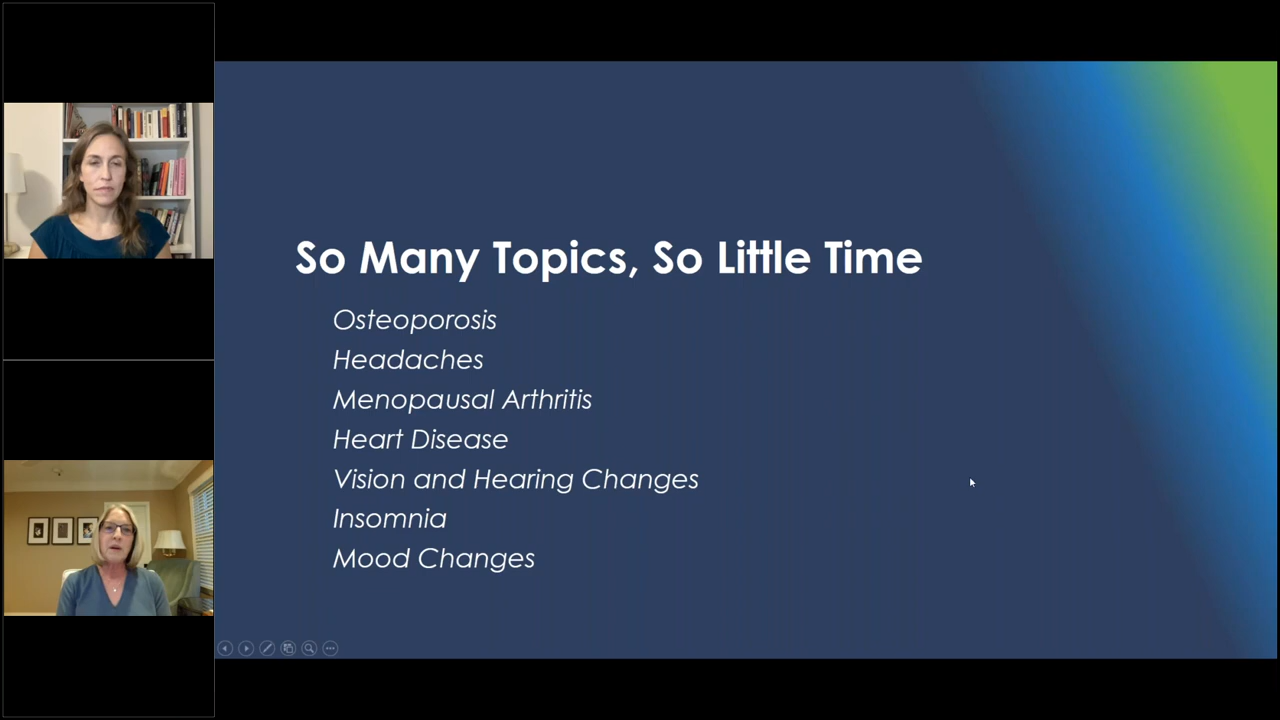 So Many Topics, So Little Time
Osteoporosis
Headaches
Menopausal Arthritis
Heart Disease
Vision and Hearing Changes
Insomnia
Mood Changes